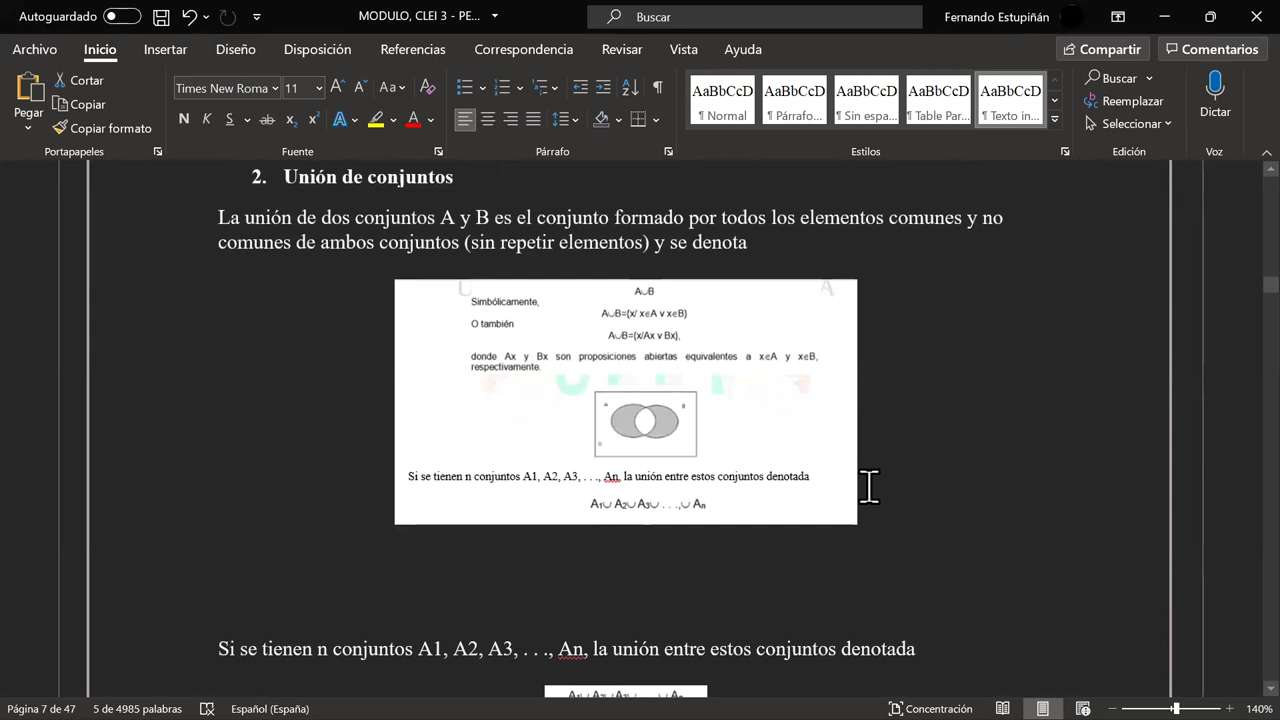 Autoguardado
MODULO, CLEI 3 - PE...
Buscar
Fernando Estupiñán
Archivo Inicio Insertar Diseño Disposición Referencias Correspondencia Revisar Vista Ayuda
Compartir
Comentarios
Pegar
Cortar
Copiar
Copiar formato
Portapapeles
Times New Roma 11
N K S ab x₂ x²
Fuente
Párrafo
AaBbCcD AaBbCcD AaBbCcD AaBbCcD AaBbCcD
¶ Normal ¶ Párrafo... ¶ Sin espa... ¶ Table Par... ¶ Texto in...
Estilos
Buscar
Reemplazar
Seleccionar
Edición
Dictar
Voz
2. Unión de conjuntos
La unión de dos conjuntos A y B es el conjunto formado por todos los elementos comunes y no
comunes de ambos conjuntos (sin repetir elementos) y se denota
A∪B
Simbólicamente,
A∪B={x/ x∈A v x∈B}
O también
A∪B={x/Ax v Bx},
donde Ax y Bx son proposiciones abiertas equivalentes a x∈A y x∈B,
respectivamente.
A B
Si se tienen n conjuntos A1, A2, A3, . . ., An, la unión entre estos conjuntos denotada
A₁∪ A₂∪ A₃∪ . . .,∪ Aₙ
Si se tienen n conjuntos A1, A2, A3, . . ., An, la unión entre estos conjuntos denotada
Página 7 de 47 5 de 4985 palabras Español (España)
Concentración
140%